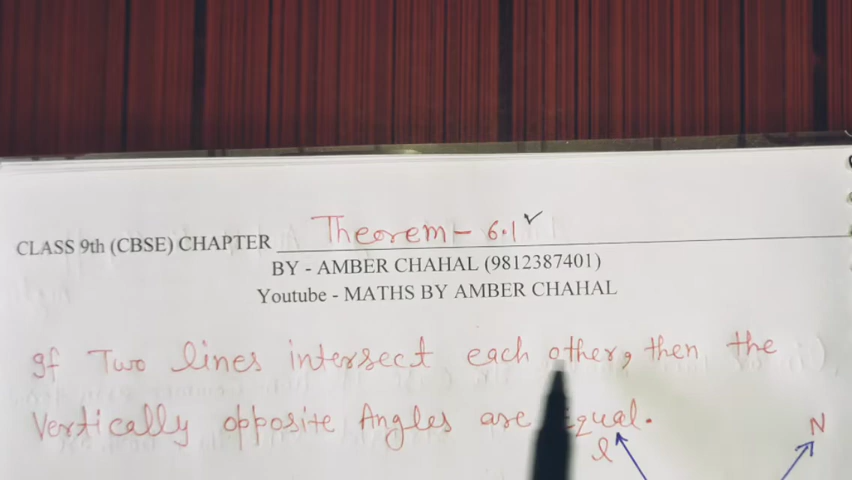 Theorem - 6.1
CLASS 9th (CBSE) CHAPTER
BY - AMBER CHAHAL (9812387401)
Youtube - MATHS BY AMBER CHAHAL
If Two lines intersect each other, then the
Vertically opposite Angles are equal.
l
N